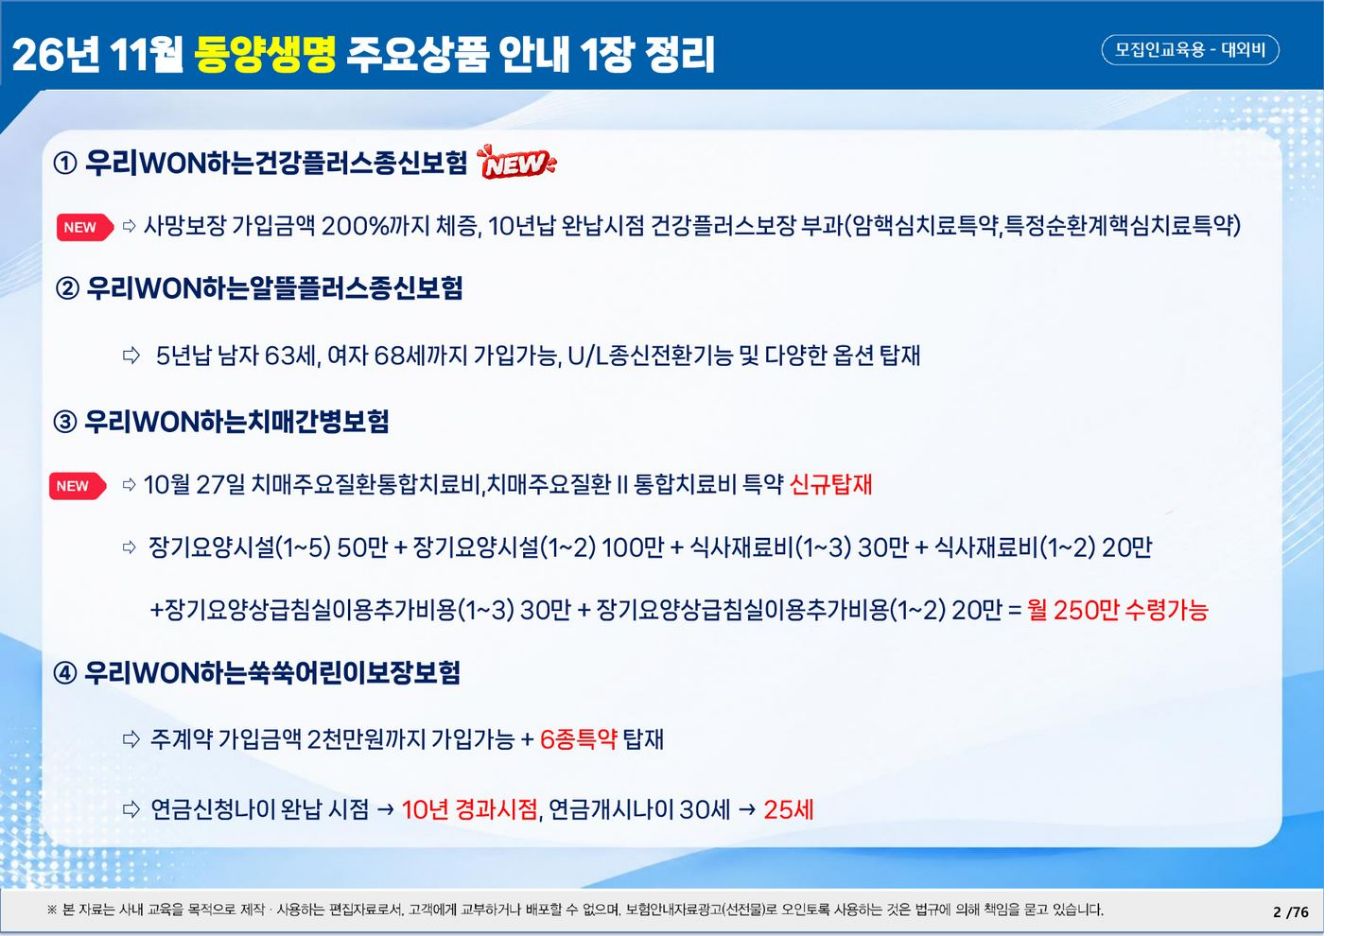 26년 11월 동양생명 주요상품 안내 1장 정리
모집인교육용 - 대외비
① 우리WON하는건강플러스종신보험 NEW
NEW ⇨ 사망보장 가입금액 200%까지 체증, 10년납 완납시점 건강플러스보장 부과(암핵심치료특약,특정순환계핵심치료특약)
② 우리WON하는알뜰플러스종신보험
⇨ 5년납 남자 63세, 여자 68세까지 가입가능, U/L종신전환기능 및 다양한 옵션 탑재
③ 우리WON하는치매간병보험
NEW ⇨ 10월 27일 치매주요질환통합치료비,치매주요질환Ⅱ통합치료비 특약 신규탑재
⇨ 장기요양시설(1~5) 50만 + 장기요양시설(1~2) 100만 + 식사재료비(1~3) 30만 + 식사재료비(1~2) 20만
+장기요양상급침실이용추가비용(1~3) 30만 + 장기요양상급침실이용추가비용(1~2) 20만 = 월 250만 수령가능
④ 우리WON하는쑥쑥어린이보장보험
⇨ 주계약 가입금액 2천만원까지 가입가능 + 6종특약 탑재
⇨ 연금신청나이 완납 시점 → 10년 경과시점, 연금개시나이 30세 → 25세
※ 본 자료는 사내 교육을 목적으로 제작 · 사용하는 편집자료로서, 고객에게 교부하거나 배포할 수 없으며, 보험안내자료광고(선전물)로 오인토록 사용하는 것은 법규에 의해 책임을 묻고 있습니다.
2 /76